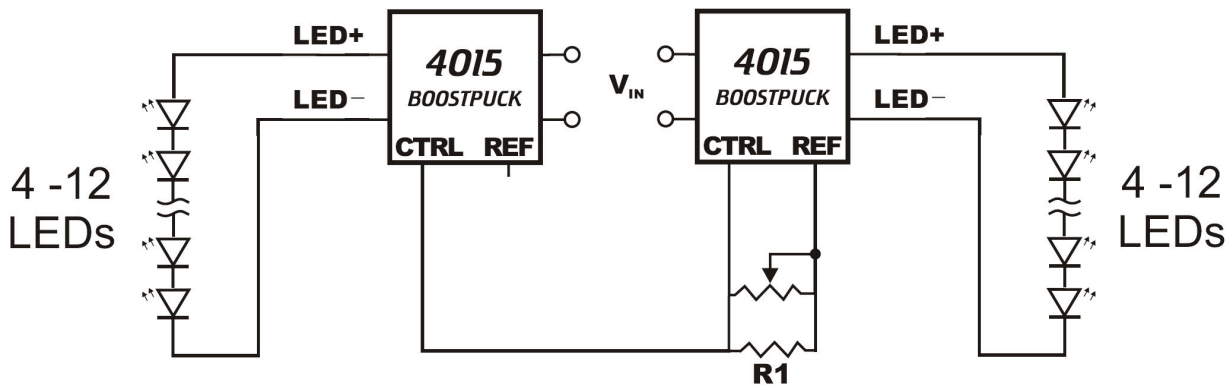 LED+
4015
BOOSTPUCK
LED−
CTRL REF
4 -12
LEDs
VIN
LED+
4015
BOOSTPUCK
LED−
CTRL REF
4 -12
LEDs
R1